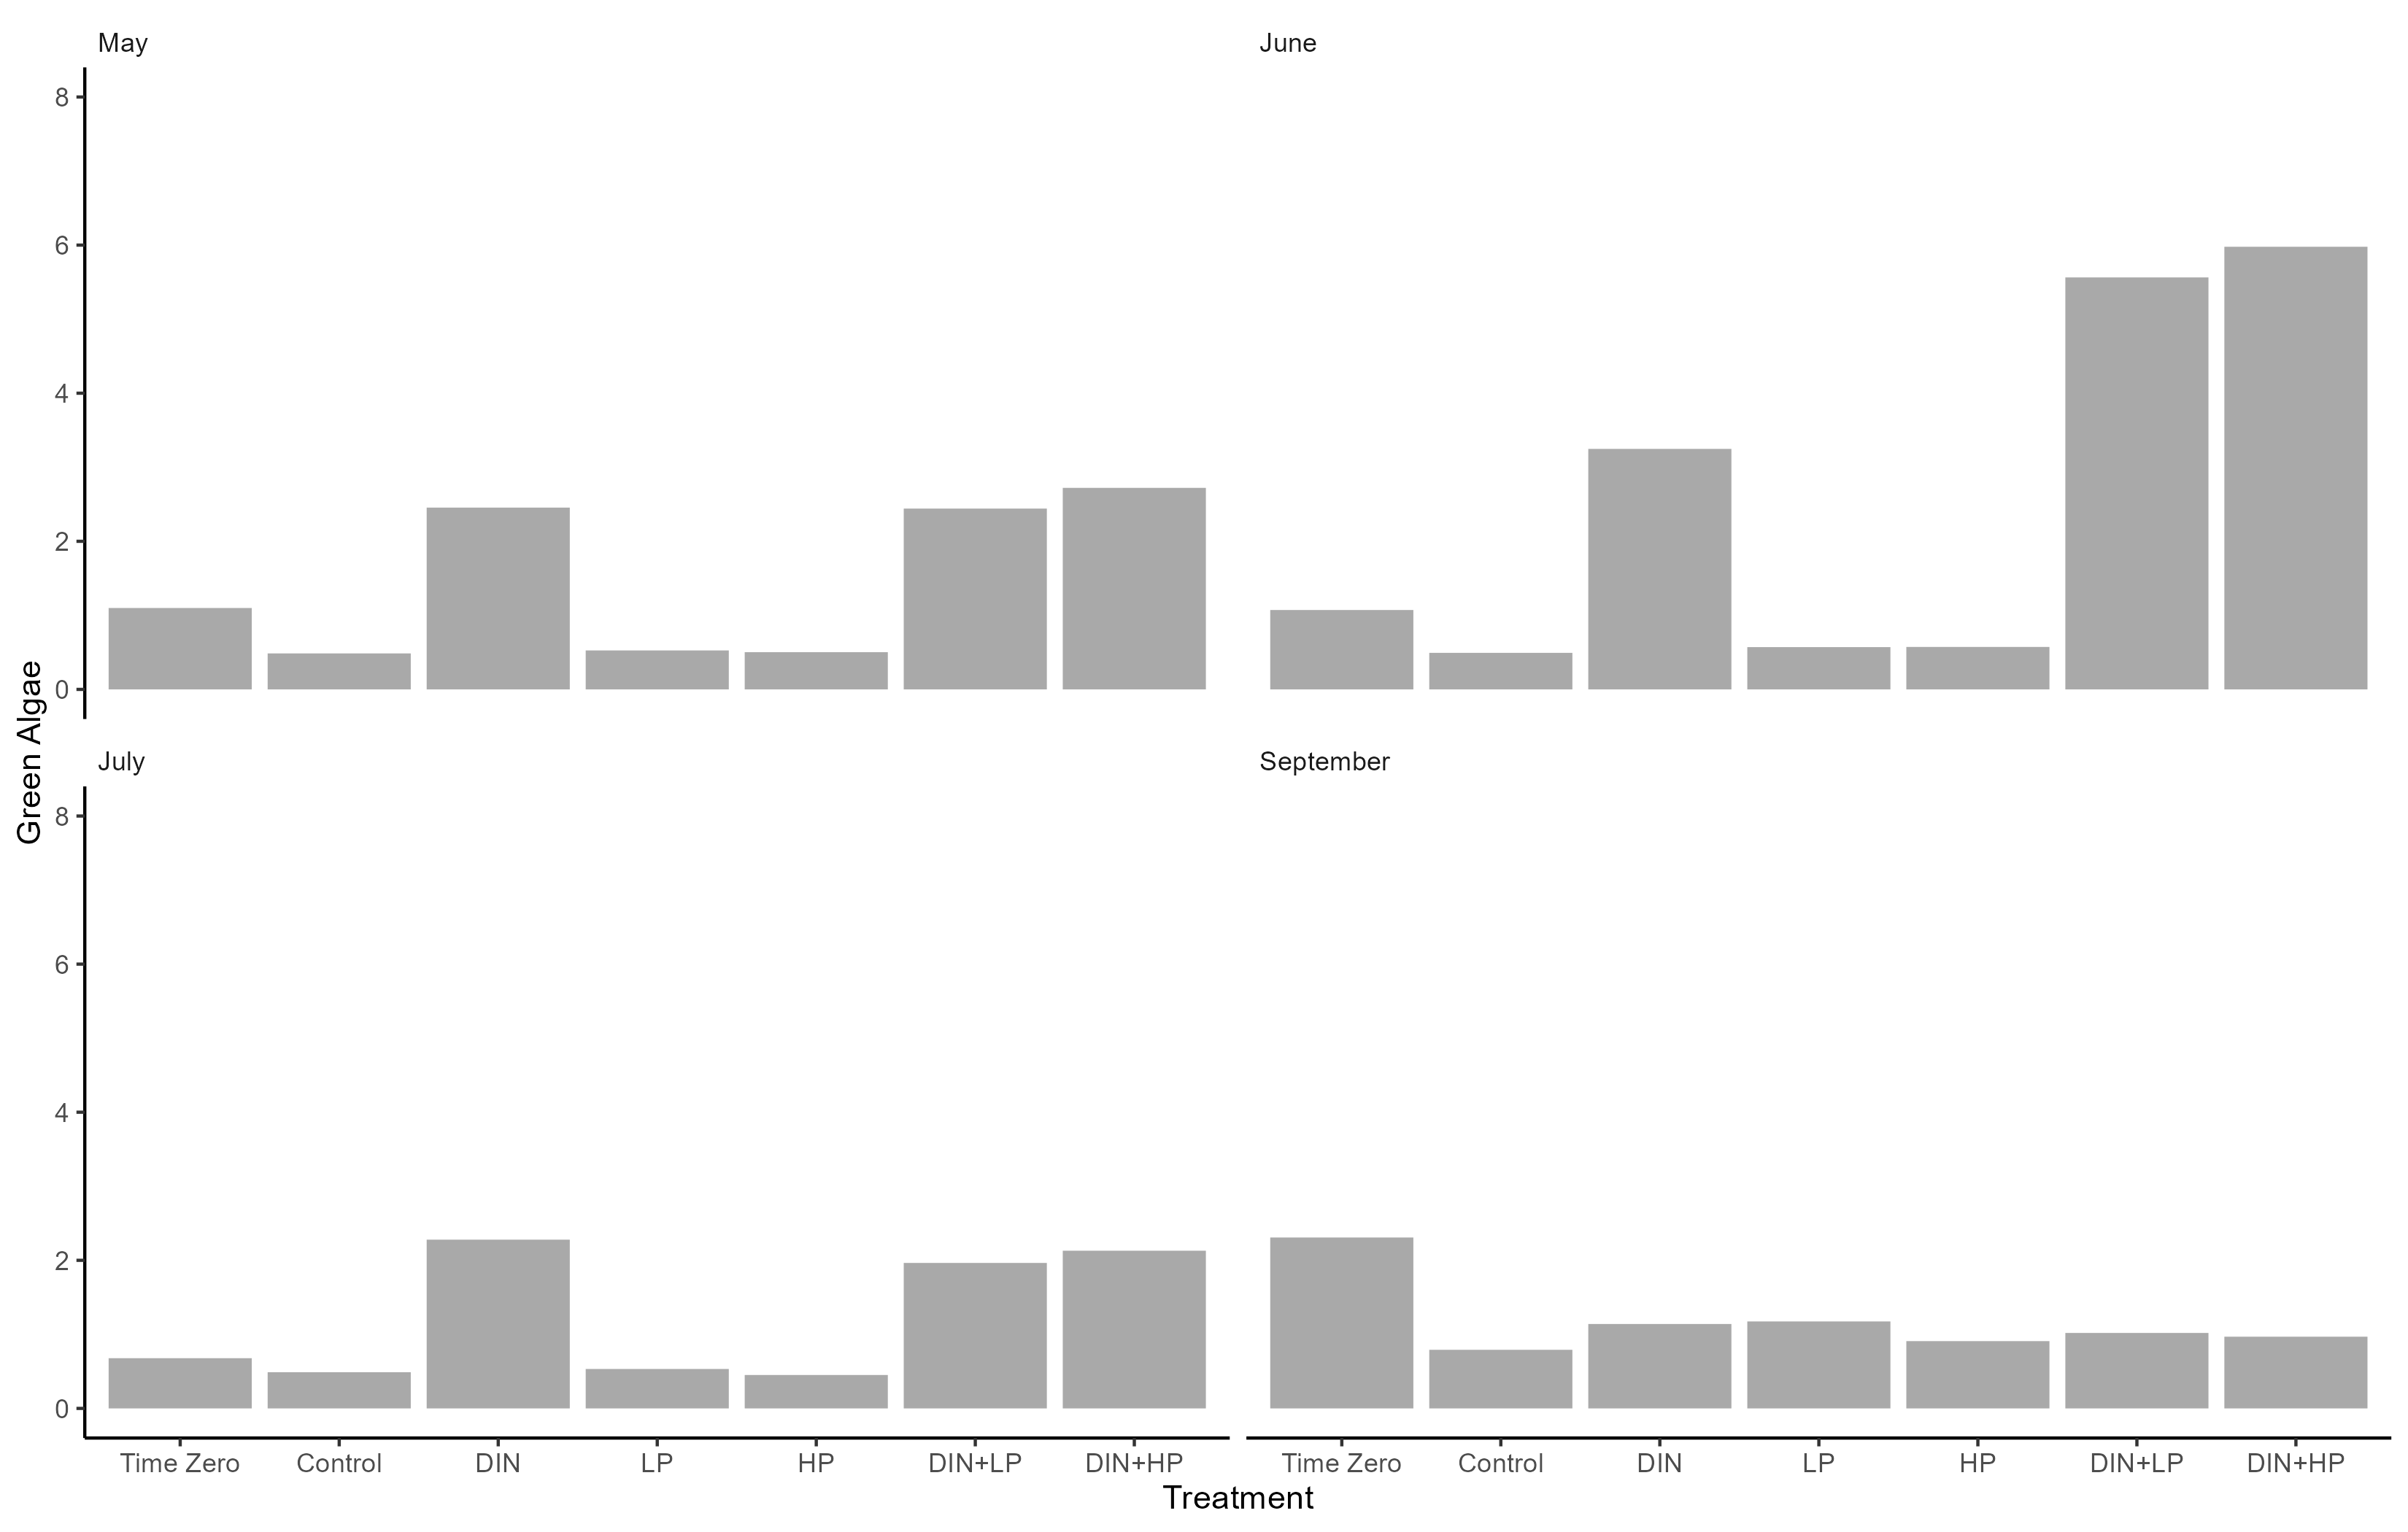 May
June
8
6
4
2
0
July
September
8
6
4
2
0
Green Algae
Time Zero Control DIN LP HP DIN+LP DIN+HP
Time Zero Control DIN LP HP DIN+LP DIN+HP
Treatment